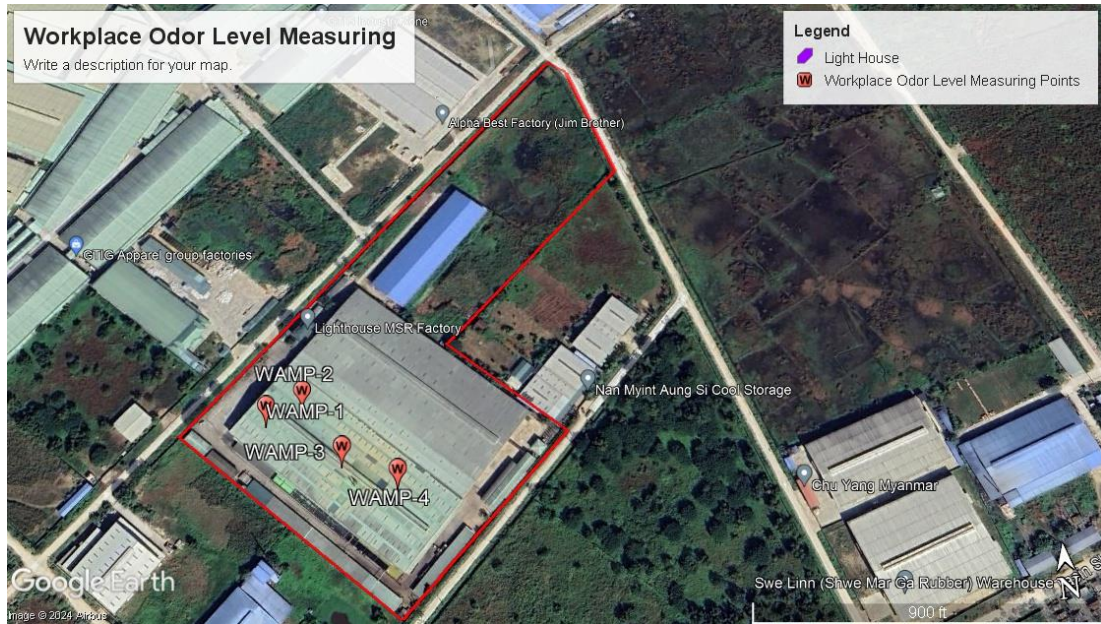 Workplace Odor Level Measuring
Write a description for your map.
Legend
Light House
W Workplace Odor Level Measuring Points
Alpha Best Factory (Jim Brother)
GTIG Apparel group factories
Lighthouse MSR Factory
WAMP-2
W
W
WAMP-1
Nan Myint Aung Si Cool Storage
WAMP-3
W
W
WAMP-4
Chu Yang Myanmar
Swe Linn (Shwe Mar Ga Rubber) Warehouse
Google Earth
N
Image © 2024 Airbus
900 ft